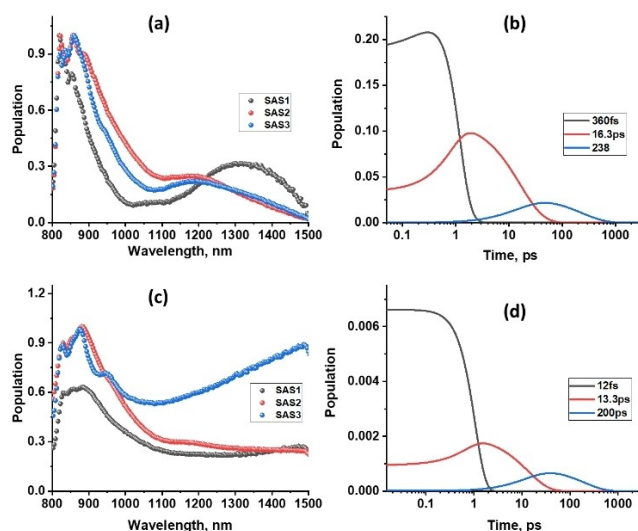 (a)
Population
0.9
0.6
0.3
0.0
SAS1
SAS2
SAS3
800 900 1000 1100 1200 1300 1400 1500
Wavelength, nm
(b)
Population
0.20
0.15
0.10
0.05
0.00
360fs
16.3ps
238
0.1 1 10 100 1000
Time, ps
(c)
Population
1.2
0.9
0.6
0.3
0.0
SAS1
SAS2
SAS3
800 900 1000 1100 1200 1300 1400 1500
Wavelength, nm
(d)
Population
0.006
0.004
0.002
0.000
12fs
13.3ps
200ps
0.1 1 10 100 1000
Time, ps